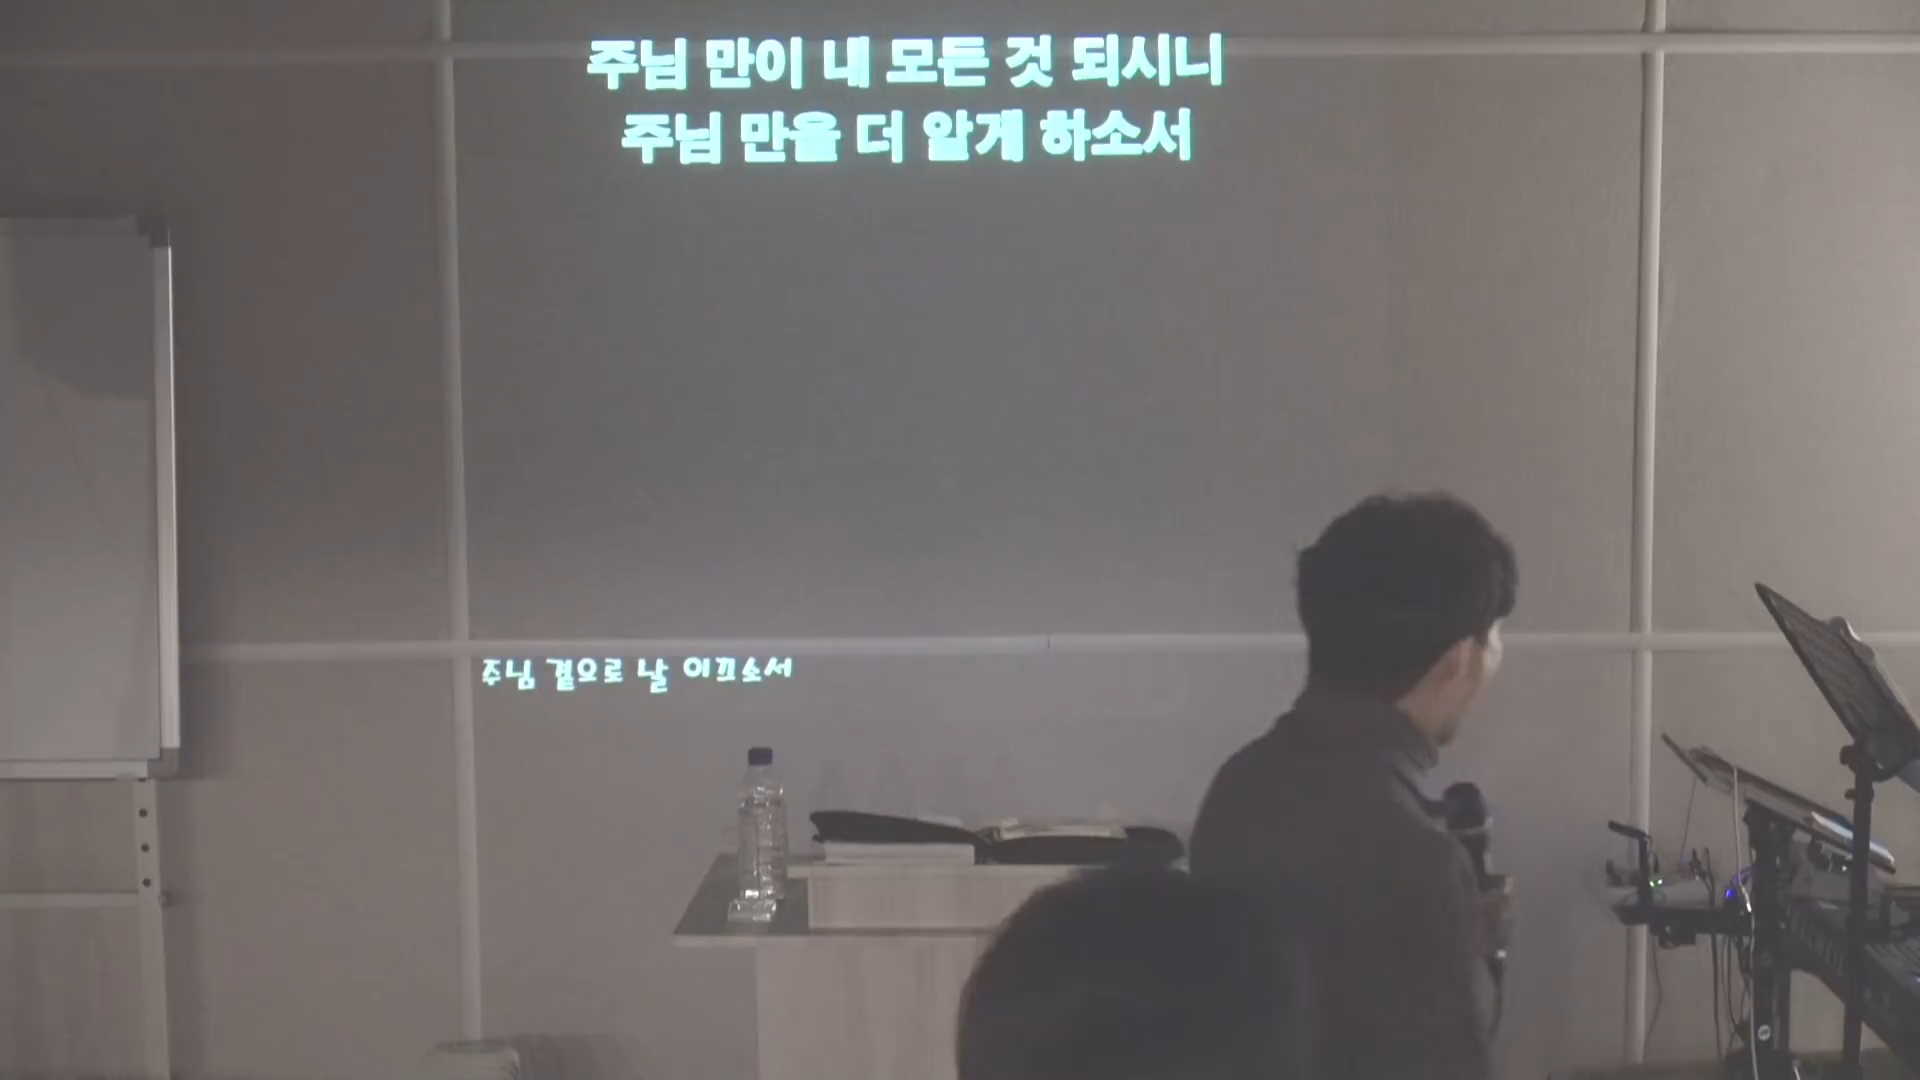 주님 만이 내 모든 것 되시니
주님 만을 더 알게 하소서
주님 곁으로 날 이끄소서